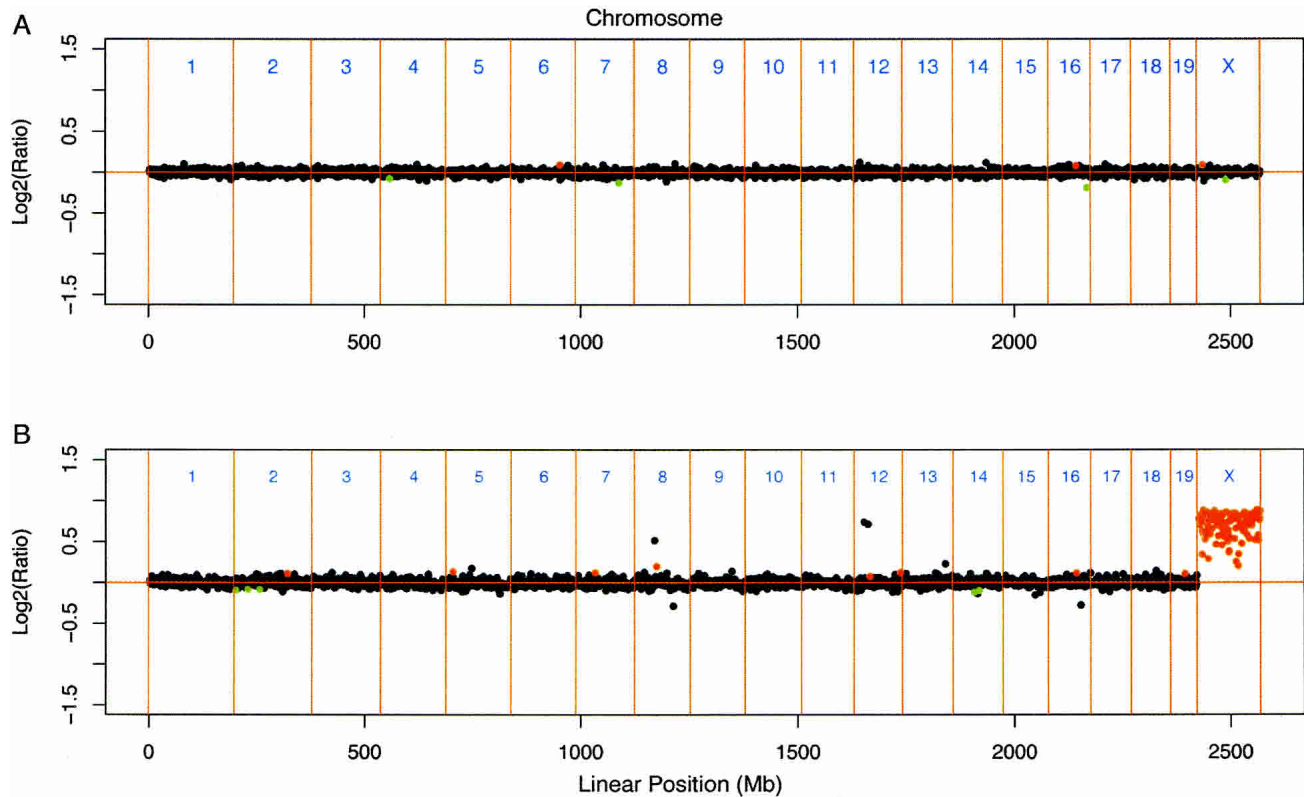 A
Chromosome
1.5
0.5
−0.5
−1.5
Log2(Ratio)
1 2 3 4 5 6 7 8 9 10 11 12 13 14 15 16 17 18 19 X
0 500 1000 1500 2000 2500
B
1.5
0.5
−0.5
−1.5
Log2(Ratio)
1 2 3 4 5 6 7 8 9 10 11 12 13 14 15 16 17 18 19 X
0 500 1000 1500 2000 2500
Linear Position (Mb)